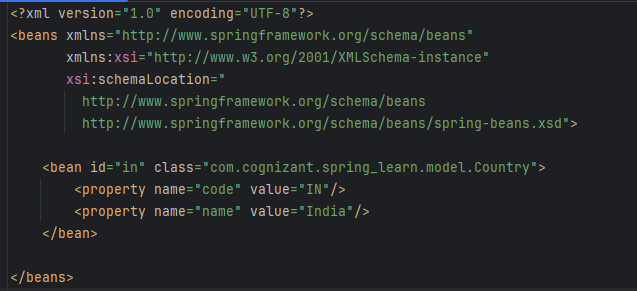 <?xml version="1.0" encoding="UTF-8"?>
<beans xmlns="http://www.springframework.org/schema/beans"
       xmlns:xsi="http://www.w3.org/2001/XMLSchema-instance"
       xsi:schemaLocation="
         http://www.springframework.org/schema/beans
         http://www.springframework.org/schema/beans/spring-beans.xsd">

    <bean id="in" class="com.cognizant.spring_learn.model.Country">
        <property name="code" value="IN"/>
        <property name="name" value="India"/>
    </bean>

</beans>